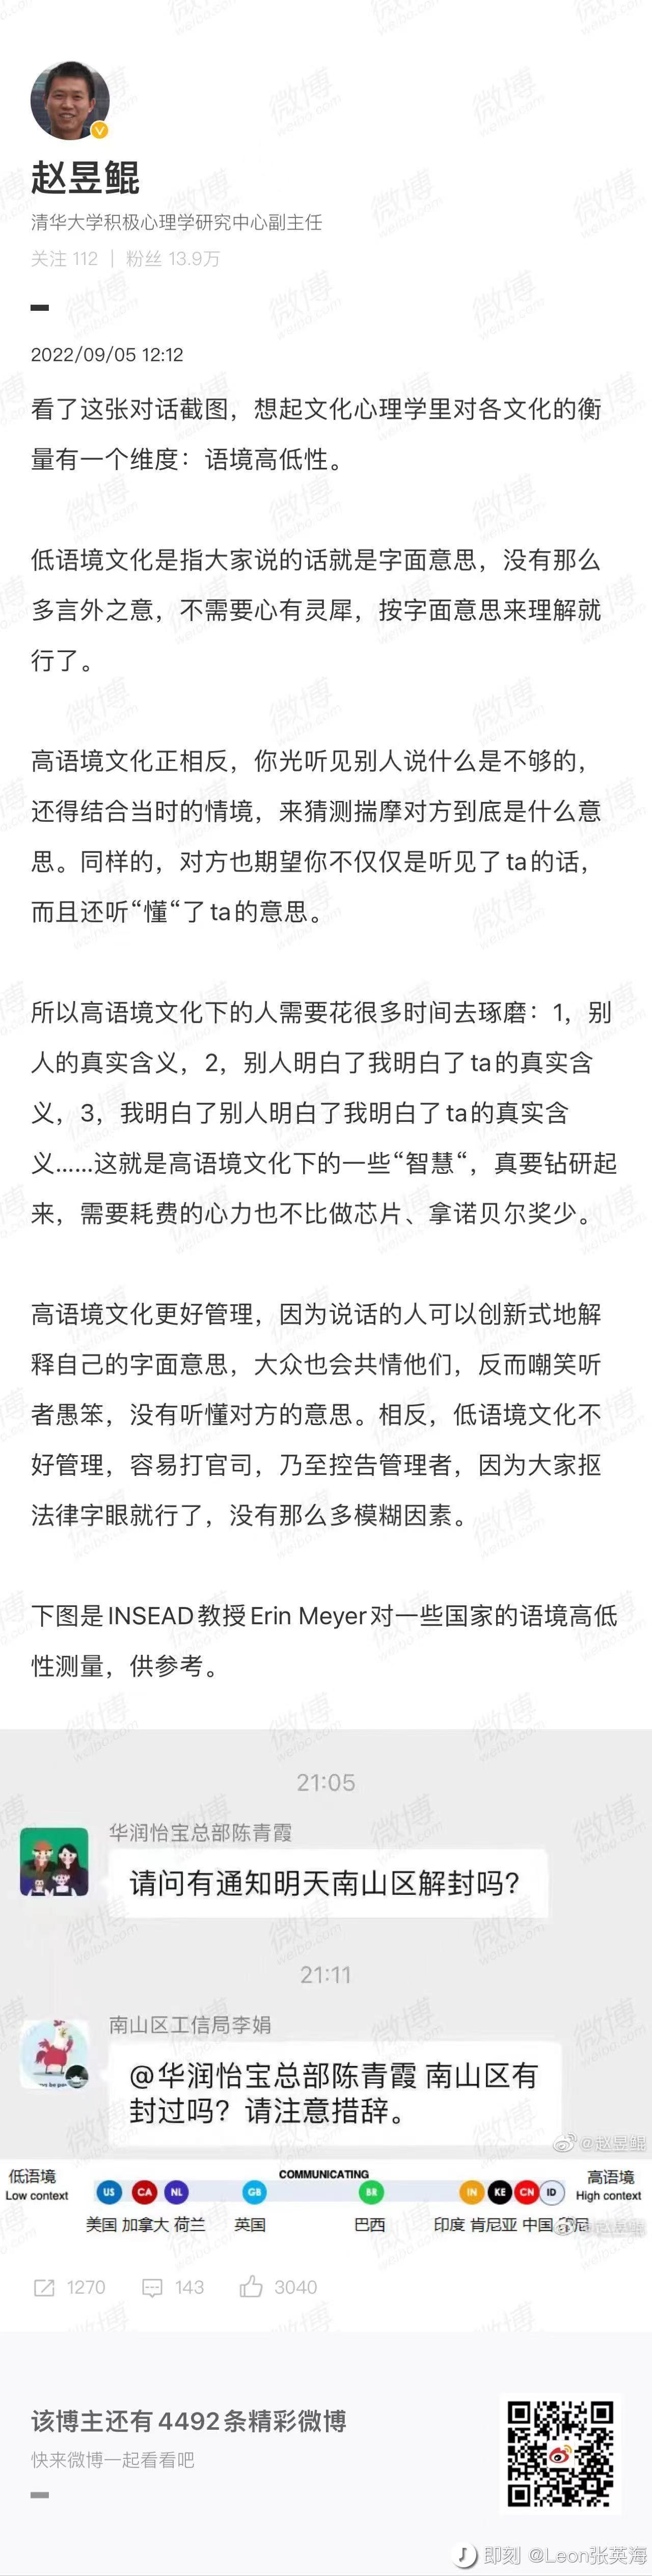 赵昱鲲
清华大学积极心理学研究中心副主任
关注 112 | 粉丝 13.9万
2022/09/05 12:12
看了这张对话截图，想起文化心理学里对各文化的衡
量有一个维度：语境高低性。
低语境文化是指大家说的话就是字面意思，没有那么
多言外之意，不需要心有灵犀，按字面意思来理解就
行了。
高语境文化正相反，你光听见别人说什么是不够的，
还得结合当时的情境，来猜测揣摩对方到底是什么意
思。同样的，对方也期望你不仅仅是听见了ta的话，
而且还听“懂“了ta的意思。
所以高语境文化下的人需要花很多时间去琢磨：1，别
人的真实含义，2，别人明白了我明白了ta的真实含
义，3，我明白了别人明白了我明白了ta的真实含
义……这就是高语境文化下的一些“智慧“，真要钻研起
来，需要耗费的心力也不比做芯片、拿诺贝尔奖少。
高语境文化更好管理，因为说话的人可以创新式地解
释自己的字面意思，大众也会共情他们，反而嘲笑听
者愚笨，没有听懂对方的意思。相反，低语境文化不
好管理，容易打官司，乃至控告管理者，因为大家抠
法律字眼就行了，没有那么多模糊因素。
下图是INSEAD教授Erin Meyer对一些国家的语境高低
性测量，供参考。
21:05
华润怡宝总部陈青霞
请问有通知明天南山区解封吗？
21:11
南山区工信局李娟
@华润怡宝总部陈青霞 南山区有
封过吗？请注意措辞。
@赵昱鲲
COMMUNICATING
低语境 高语境
Low context US CA NL GB BR IN KE CN ID High context
美国 加拿大 荷兰 英国 巴西 印度 肯尼亚 中国 印尼
1270 143 3040
该博主还有4492条精彩微博
快来微博一起看看吧
即刻 @Leon张英海